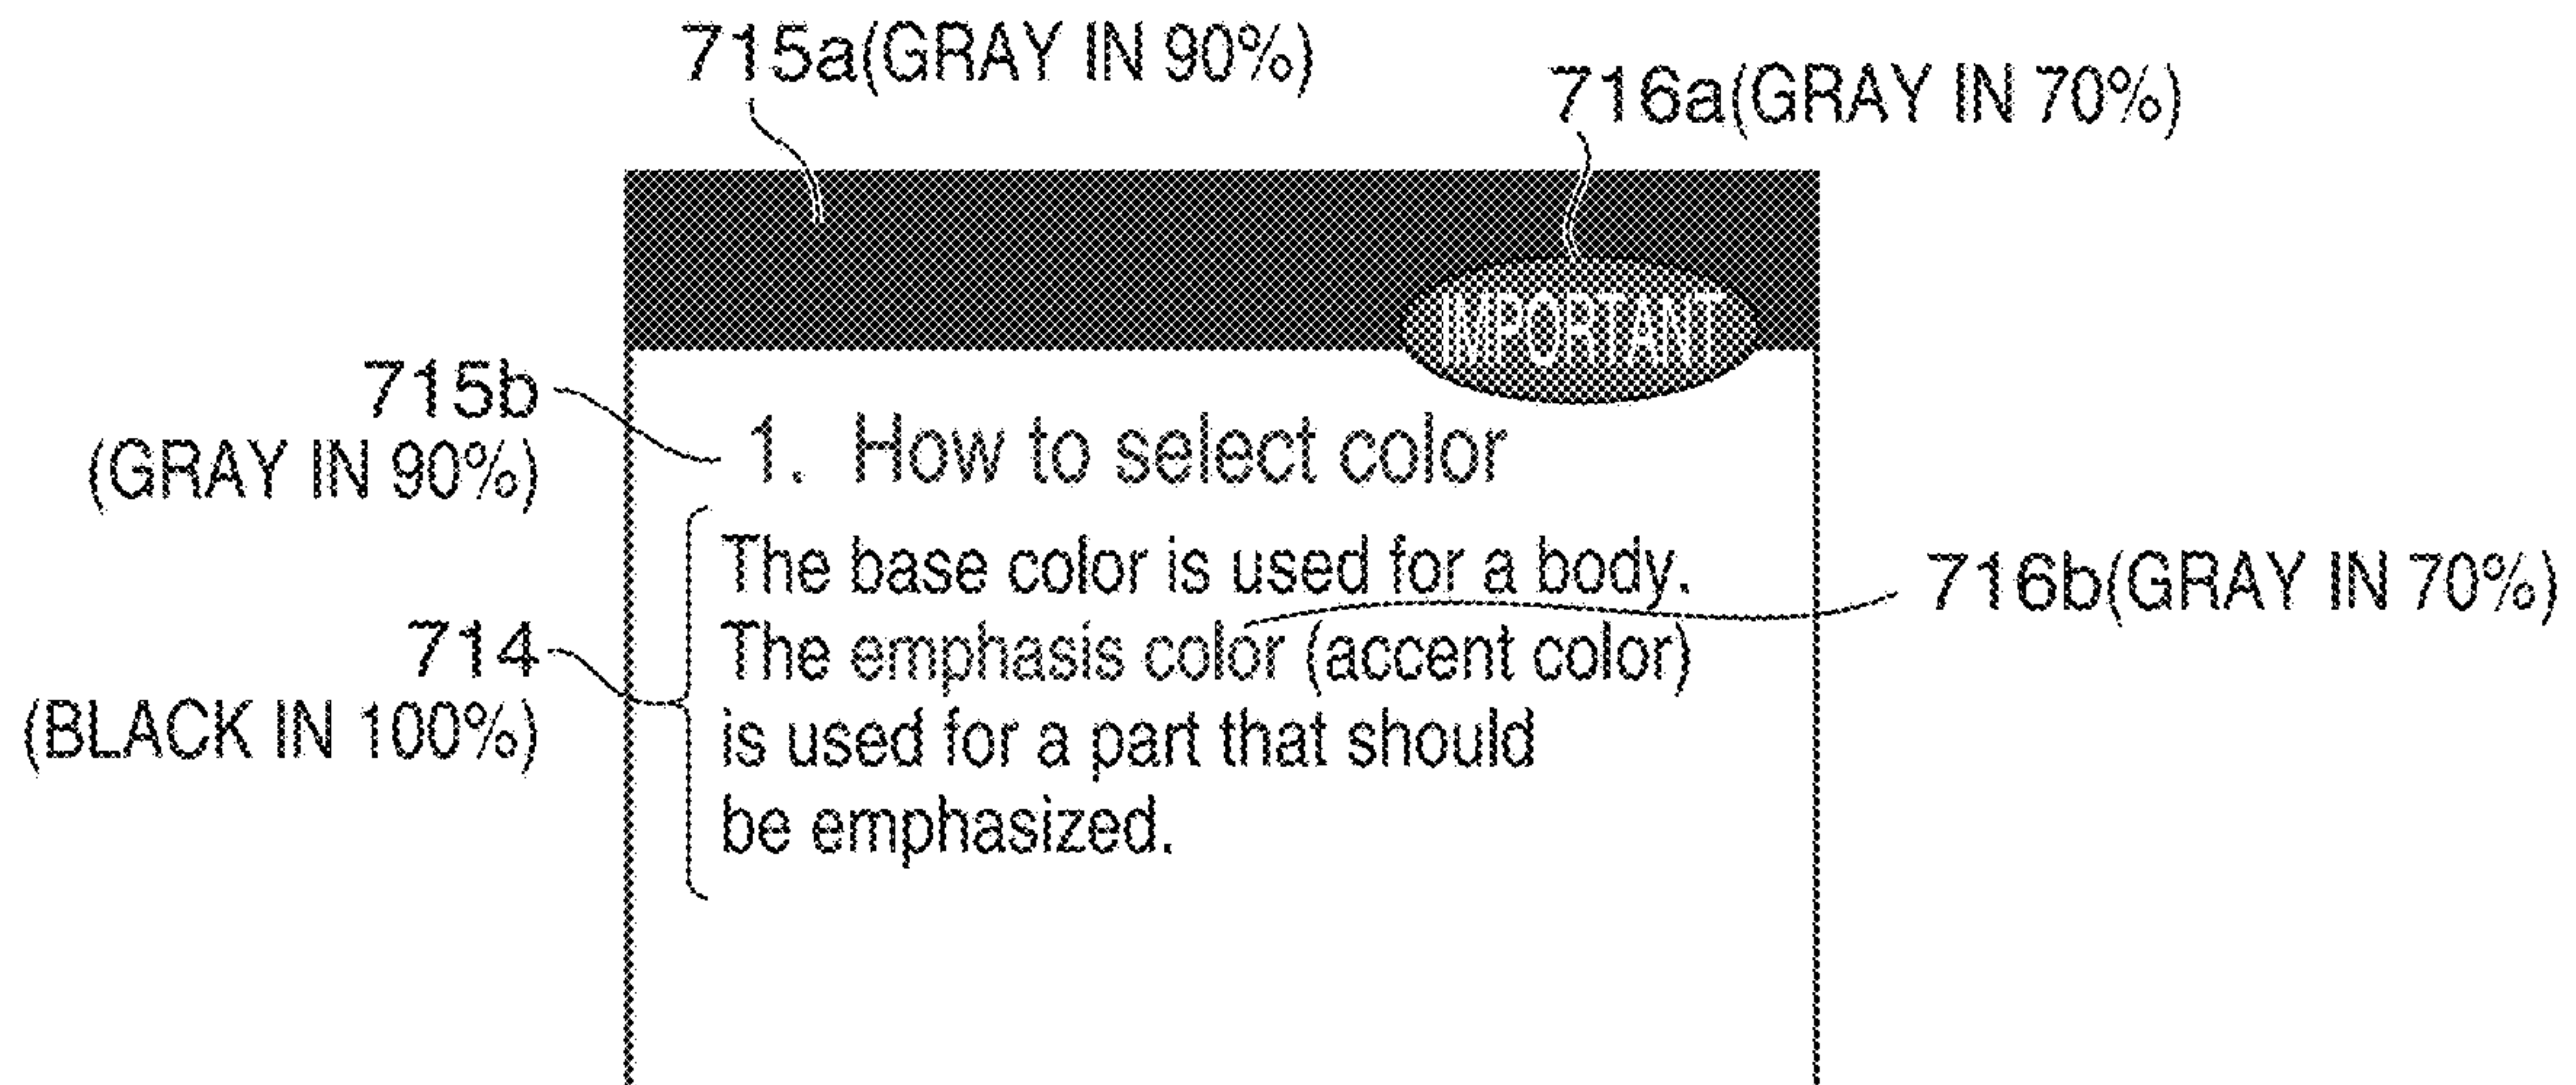 715a(GRAY IN 90%)
716a(GRAY IN 70%)
IMPORTANT
715b
(GRAY IN 90%)
1. How to select color
The base color is used for a body.
716b(GRAY IN 70%)
714
(BLACK IN 100%)
The emphasis color (accent color)
is used for a part that should
be emphasized.